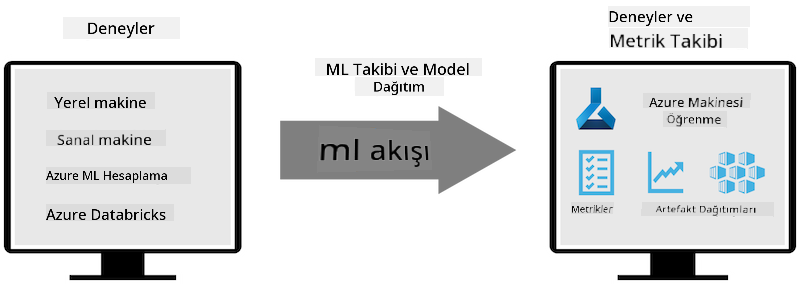 Deneyler
Yerel makine
Sanal makine
Azure ML Hesaplama
Azure Databricks
ML Takibi ve Model
Dağıtım
ml akışı
Deneyler ve
Metrik Takibi
Azure Makinesi
Öğrenme
Metrikler
Artefakt Dağıtımları